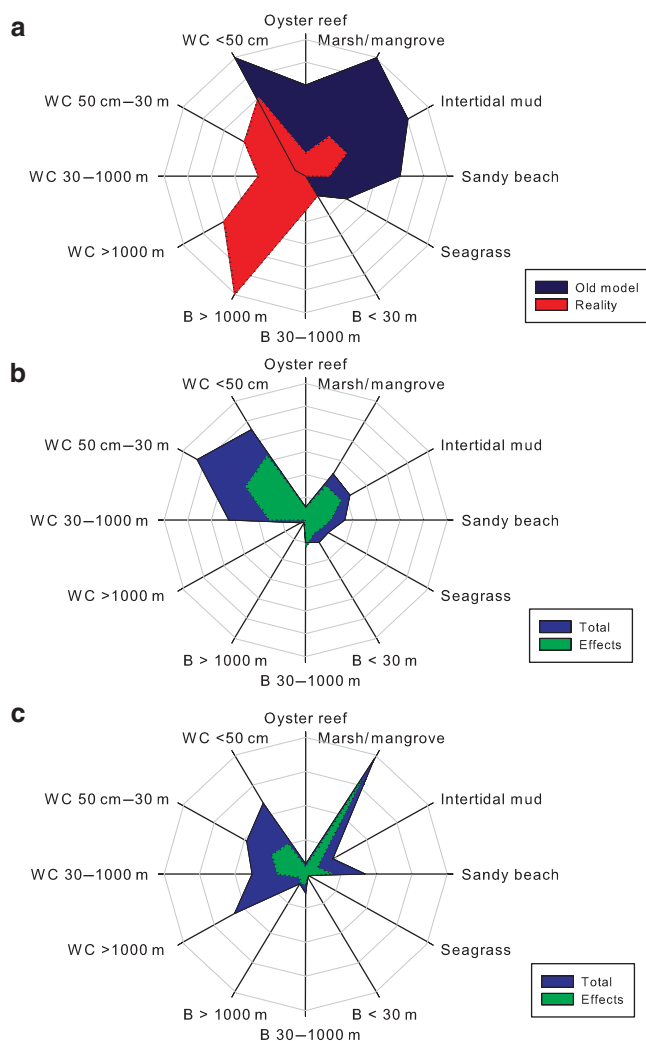 a
Oyster reef
WC <50 cm
Marsh/mangrove
WC 50 cm—30 m
Intertidal mud
WC 30—1000 m
Sandy beach
WC >1000 m
Seagrass
B > 1000 m
B < 30 m
B 30—1000 m
Old model
Reality
b
Oyster reef
WC <50 cm
Marsh/mangrove
WC 50 cm—30 m
Intertidal mud
WC 30—1000 m
Sandy beach
WC >1000 m
Seagrass
B > 1000 m
B < 30 m
B 30—1000 m
Total
Effects
c
Oyster reef
WC <50 cm
Marsh/mangrove
WC 50 cm—30 m
Intertidal mud
WC 30—1000 m
Sandy beach
WC >1000 m
Seagrass
B > 1000 m
B < 30 m
B 30—1000 m
Total
Effects